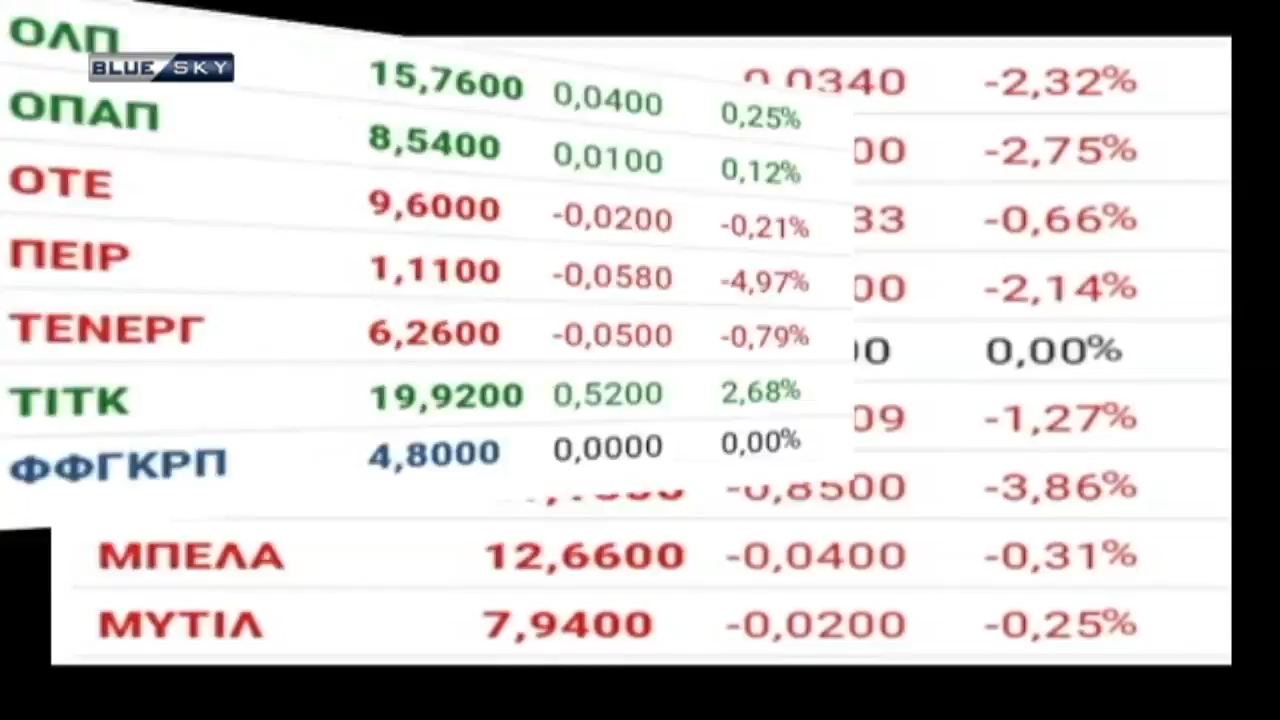 ΟΛΠ 15,7600 0,0400 0,25%
BLUE SKY
ΟΠΑΠ 8,5400 0,0100 0,12%
ΟΤΕ 9,6000 -0,0200 -0,21%
ΠΕΙΡ 1,1100 -0,0580 -4,97%
ΤΕΝΕΡΓ 6,2600 -0,0500 -0,79%
ΤΙΤΚ 19,9200 0,5200 2,68%
ΦΦΓΚΡΠ 4,8000 0,0000 0,00%
-2,32%
-2,75%
-0,66%
-2,14%
0,00%
-1,27%
-0,8500 -3,86%
ΜΠΕΛΑ 12,6600 -0,0400 -0,31%
ΜΥΤΙΛ 7,9400 -0,0200 -0,25%